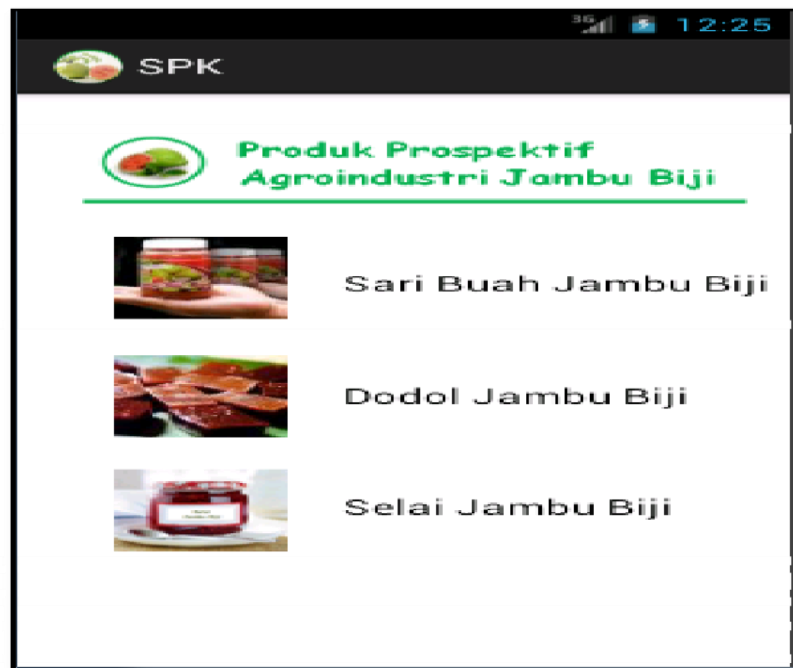 3G 12:25
SPK
Produk Prospektif
Agroindustri Jambu Biji
Sari Buah Jambu Biji
Dodol Jambu Biji
Selai Jambu Biji